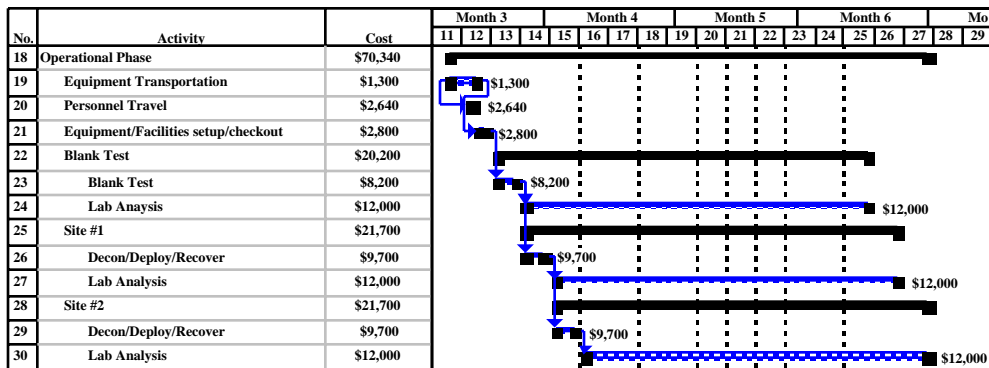 Month 3 Month 4 Month 5 Month 6 Mo
No. Activity Cost 11 12 13 14 15 16 17 18 19 20 21 22 23 24 25 26 27 28 29
18 Operational Phase $70,340
19 Equipment Transportation $1,300 $1,300
20 Personnel Travel $2,640 $2,640
21 Equipment/Facilities setup/checkout $2,800 $2,800
22 Blank Test $20,200
23 Blank Test $8,200 $8,200
24 Lab Anaysis $12,000 $12,000
25 Site #1 $21,700
26 Decon/Deploy/Recover $9,700 $9,700
27 Lab Analysis $12,000 $12,000
28 Site #2 $21,700
29 Decon/Deploy/Recover $9,700 $9,700
30 Lab Analysis $12,000 $12,000